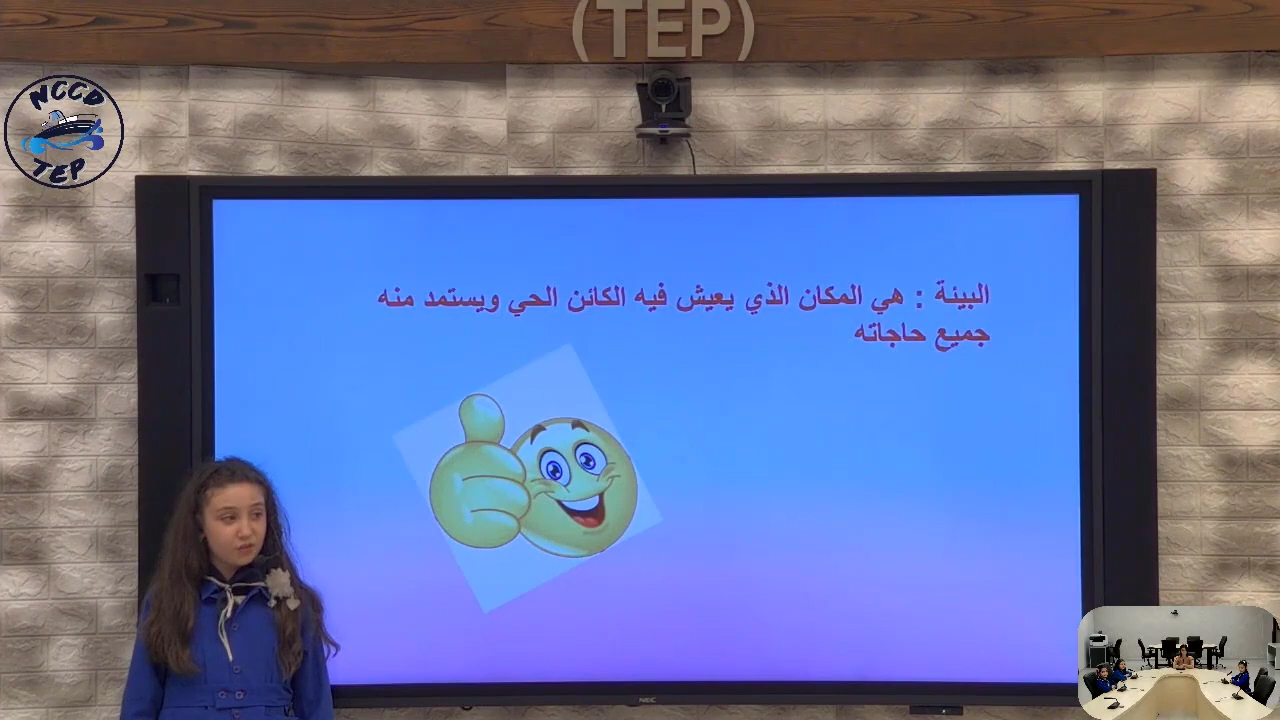 (TEP)
NCCD
TEP
البيئة : هي المكان الذي يعيش فيه الكائن الحي ويستمد منه
جميع حاجاته
NEC